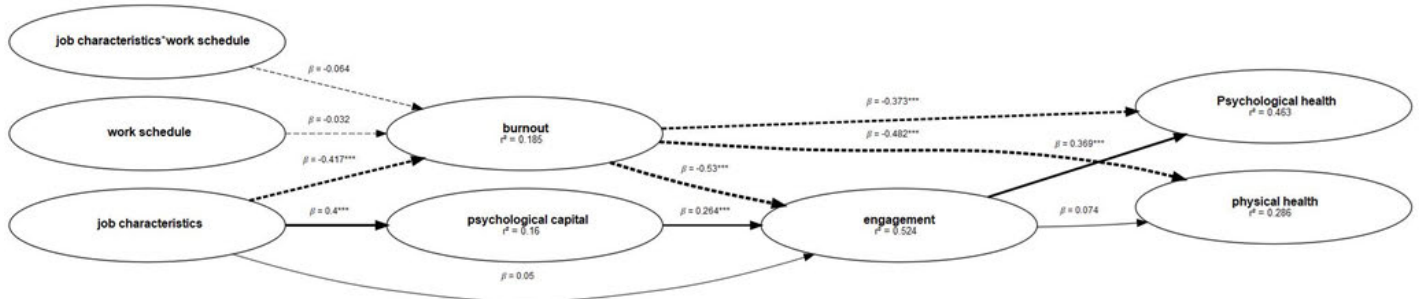 job characteristics*work schedule
β = -0.064
work schedule
β = -0.032
burnout
r² = 0.185
β = -0.417***
job characteristics
β = 0.4***
psychological capital
r² = 0.16
β = 0.05
β = -0.373***
β = -0.482***
β = -0.53***
β = 0.264***
engagement
r² = 0.524
β = 0.369***
β = 0.074
Psychological health
r² = 0.463
physical health
r² = 0.286